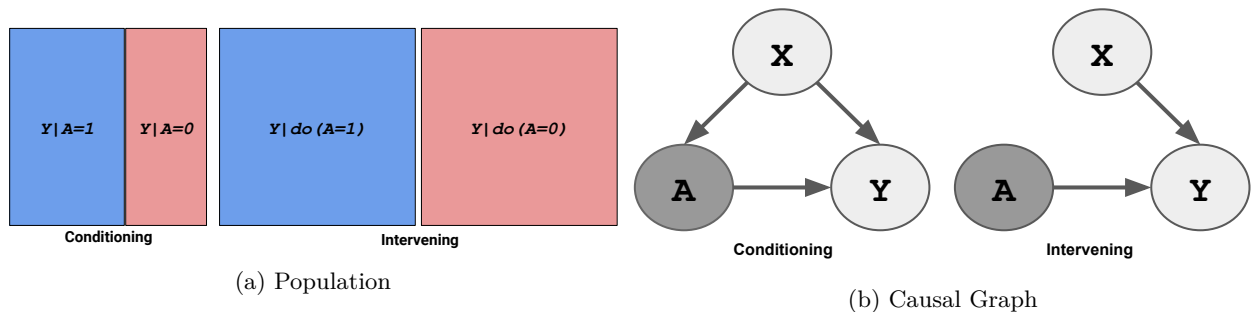 Y|A=1
Y|A=0
Y|do(A=1)
Y|do(A=0)
Conditioning
Intervening
(a) Population
X
A
Y
Conditioning
X
A
Y
Intervening
(b) Causal Graph